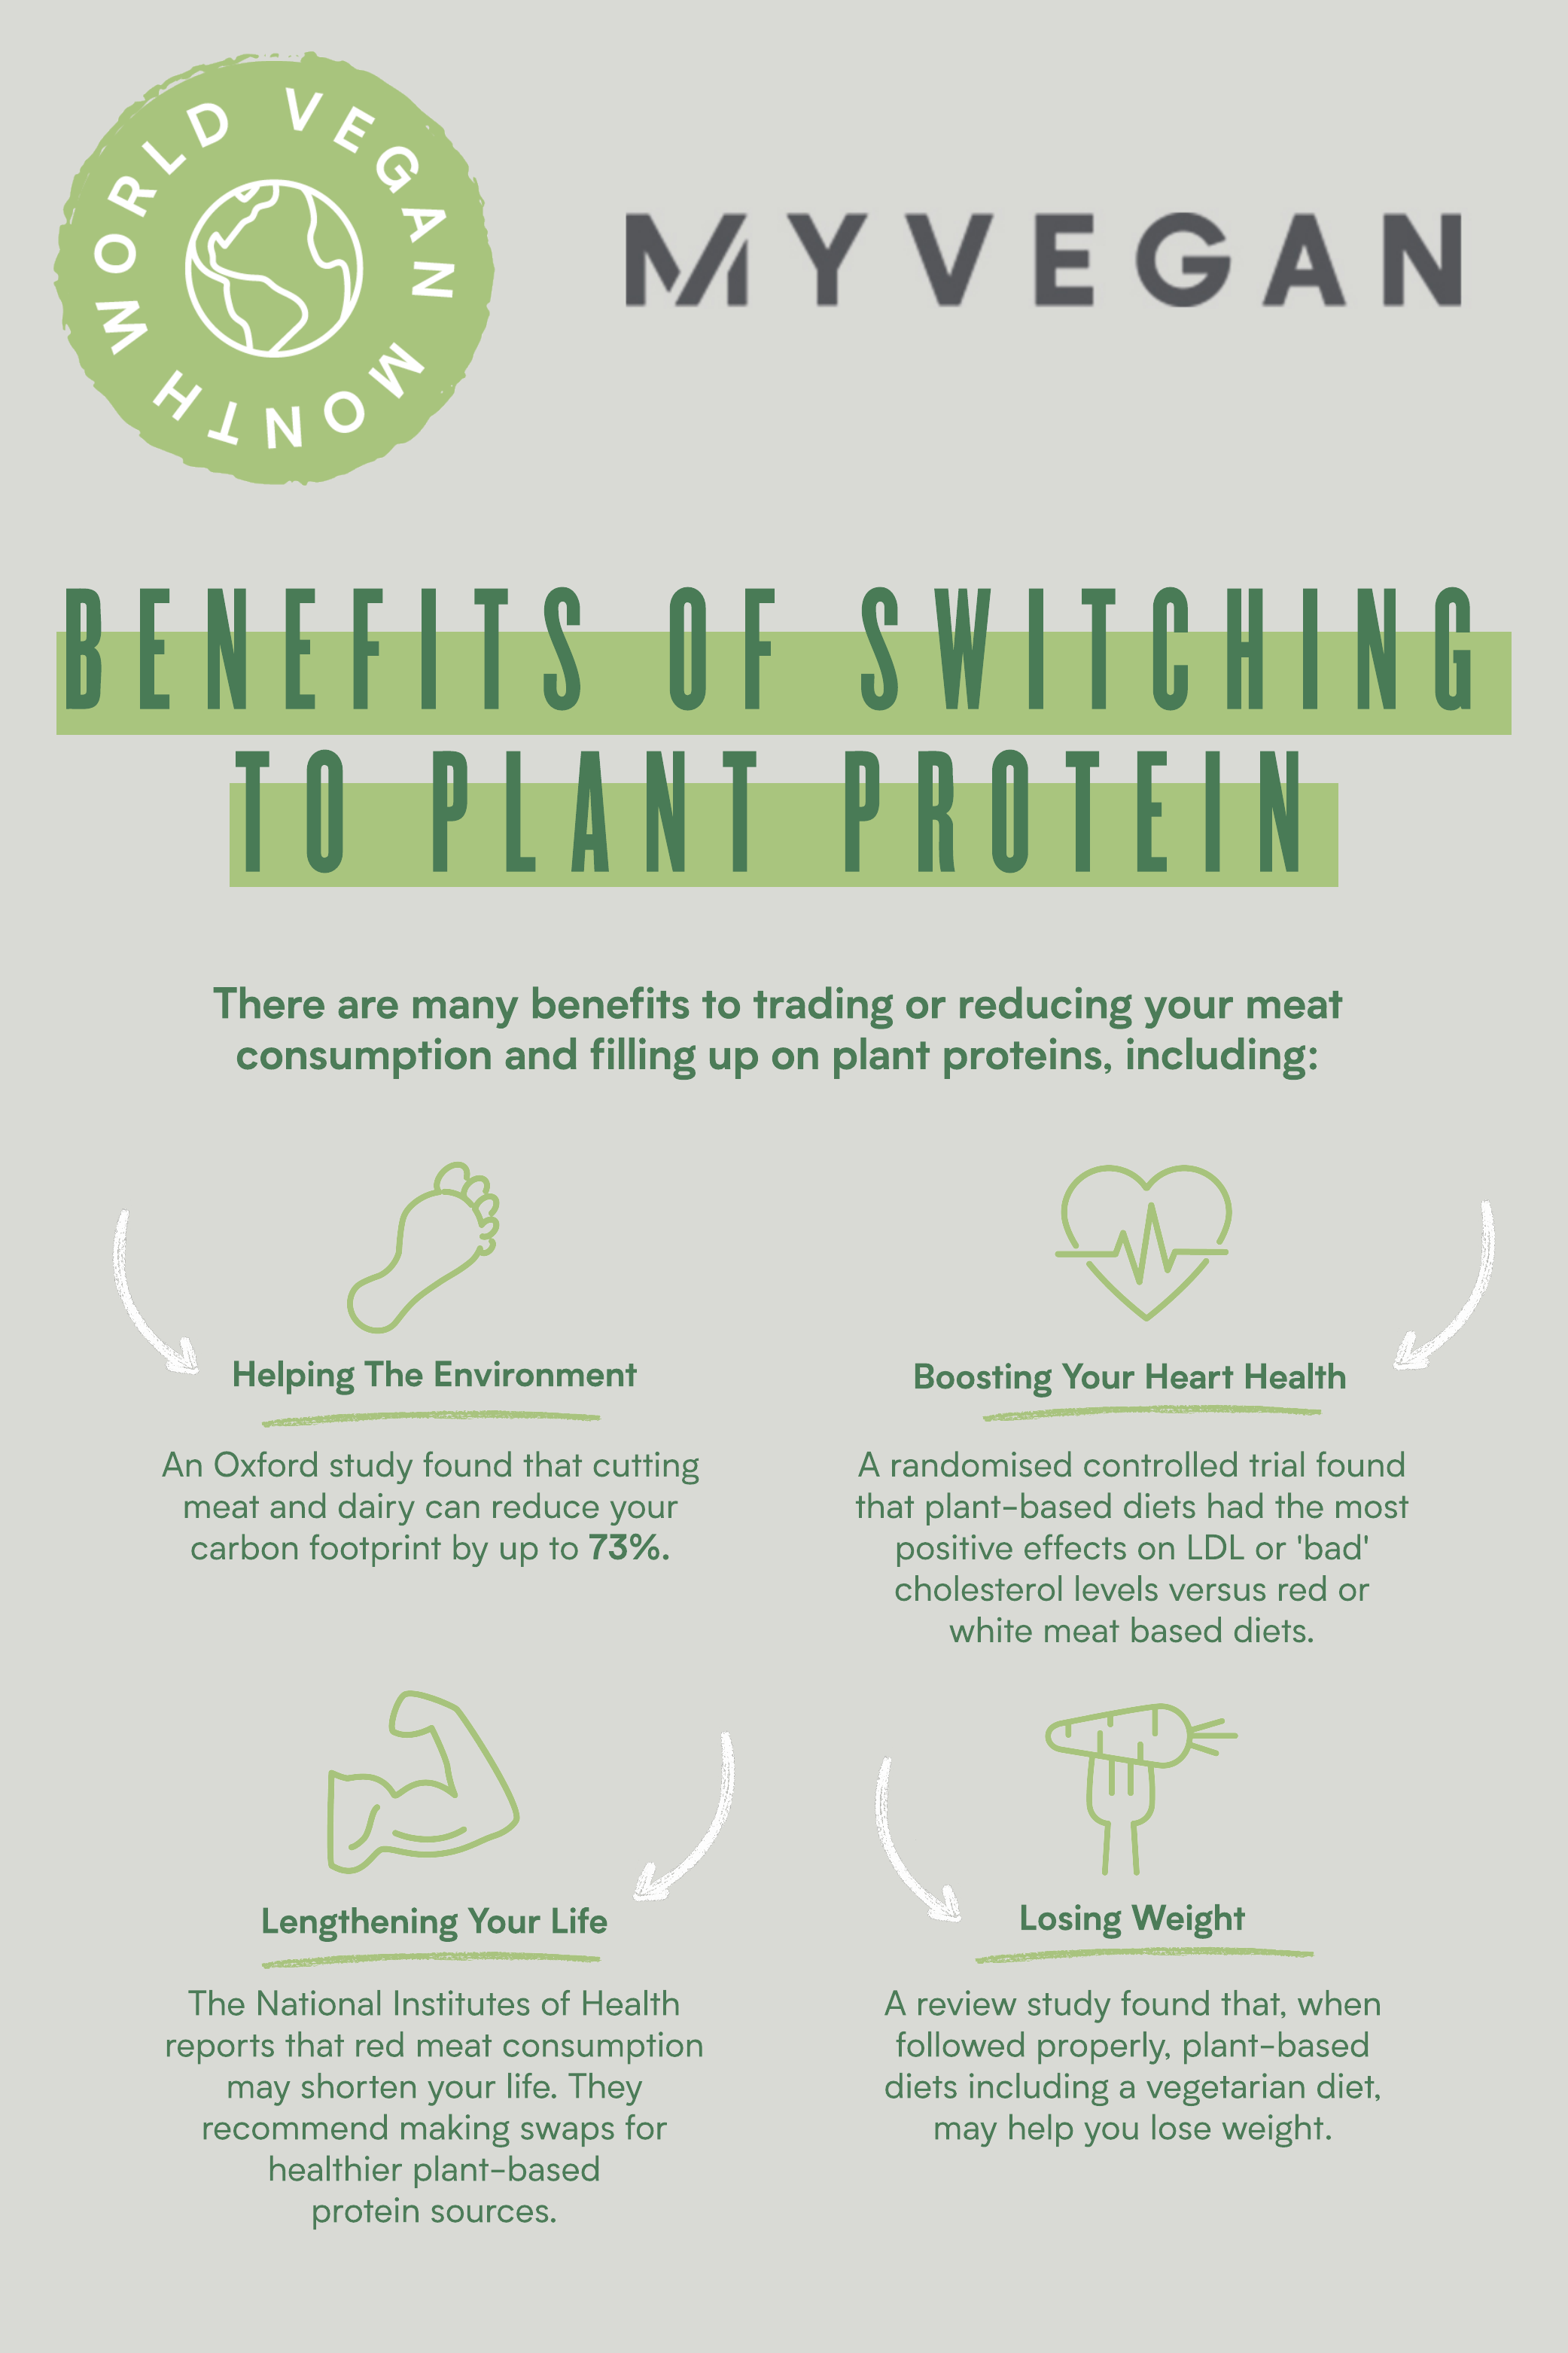 WORLD VEGAN MONTH
MYVEGAN
BENEFITS OF SWITCHING
TO PLANT PROTEIN
There are many benefits to trading or reducing your meat
consumption and filling up on plant proteins, including:
Helping The Environment
An Oxford study found that cutting
meat and dairy can reduce your
carbon footprint by up to 73%.
Boosting Your Heart Health
A randomised controlled trial found
that plant-based diets had the most
positive effects on LDL or 'bad'
cholesterol levels versus red or
white meat based diets.
Lengthening Your Life
The National Institutes of Health
reports that red meat consumption
may shorten your life. They
recommend making swaps for
healthier plant-based
protein sources.
Losing Weight
A review study found that, when
followed properly, plant-based
diets including a vegetarian diet,
may help you lose weight.